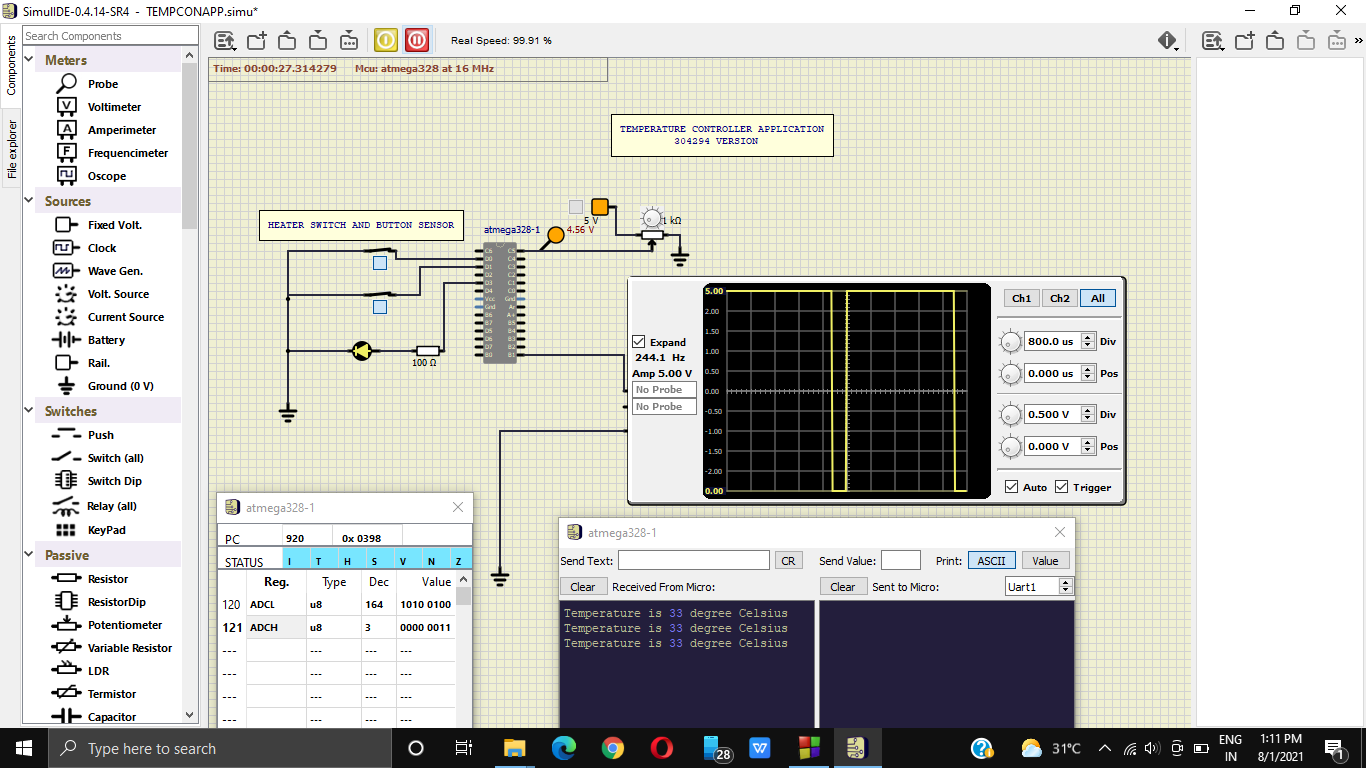 SimulIDE-0.4.14-SR4 - TEMPCONAPP.simu*
Components
File explorer
Search Components
Meters
Probe
Voltimeter
Amperimeter
Frequencimeter
Oscope
Sources
Fixed Volt.
Clock
Wave Gen.
Volt. Source
Current Source
Battery
Rail.
Ground (0 V)
Switches
Push
Switch (all)
Switch Dip
Relay (all)
KeyPad
Passive
Resistor
ResistorDip
Potentiometer
Variable Resistor
LDR
Termistor
Capacitor
Real Speed: 99.91 %
»
Time: 00:00:27.314279 Mcu: atmega328 at 16 MHz
TEMPERATURE CONTROLLER APPLICATION
304294 VERSION
HEATER SWITCH AND BUTTON SENSOR
atmega328-1
5 V
4.56 V
1 kΩ
100 Ω
Expand
244.1 Hz
Amp 5.00 V
No Probe
No Probe
5.00
2.00
1.50
1.00
0.50
0.00
-0.50
-1.00
-1.50
-2.00
0.00
Ch1 Ch2 All
800.0 us Div
0.000 us Pos
0.500 V Div
0.000 V Pos
Auto Trigger
atmega328-1
PC 920 0x 0398
STATUS I T H S V N Z
Reg. Type Dec Value
120 ADCL u8 164 1010 0100
121 ADCH u8 3 0000 0011
--- --- --- ---
--- --- --- ---
--- --- --- ---
--- --- --- ---
atmega328-1
Send Text: CR Send Value: Print: ASCII Value
Clear Received From Micro: Clear Sent to Micro: Uart1
Temperature is 33 degree Celsius
Temperature is 33 degree Celsius
Temperature is 33 degree Celsius
Type here to search
28
W
31°C
ENG
IN
1:11 PM
8/1/2021
1